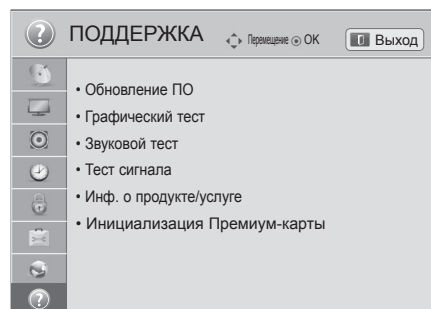 ПОДДЕРЖКА Перемещение OK Выход
• Обновление ПО
• Графический тест
• Звуковой тест
• Тест сигнала
• Инф. о продукте/услуге
• Инициализация Премиум-карты